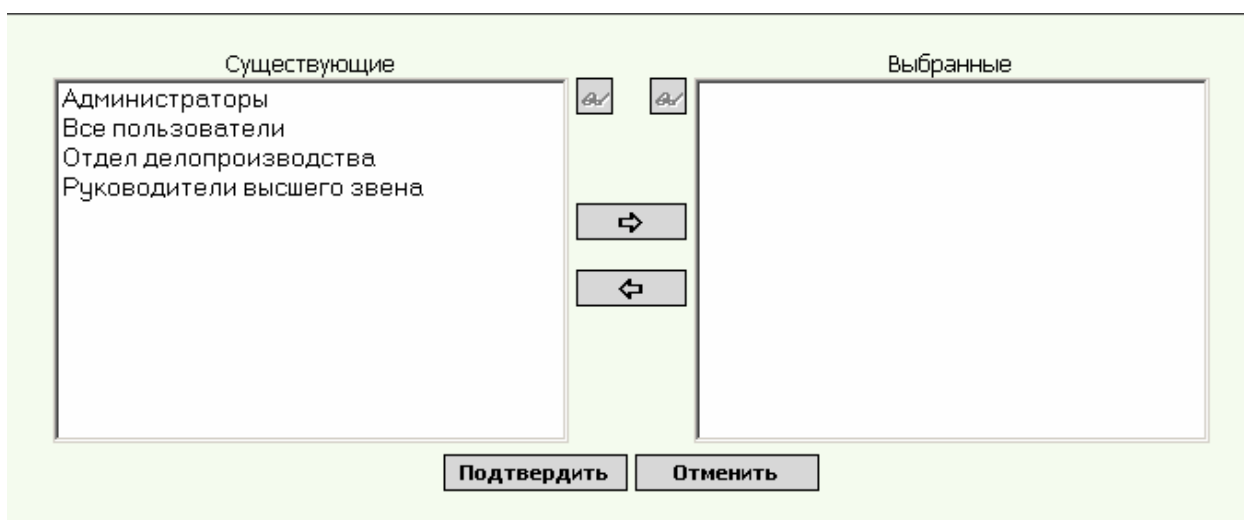 Существующие
Выбранные
Администраторы
Все пользователи
Отдел делопроизводства
Руководители высшего звена
Подтвердить
Отменить